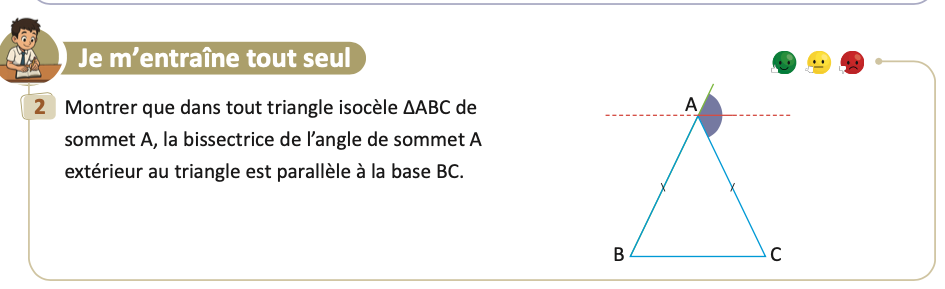 Je m'entraîne tout seul
2 Montrer que dans tout triangle isocèle ΔABC de
sommet A, la bissectrice de l'angle de sommet A
extérieur au triangle est parallèle à la base BC.
A
B
C